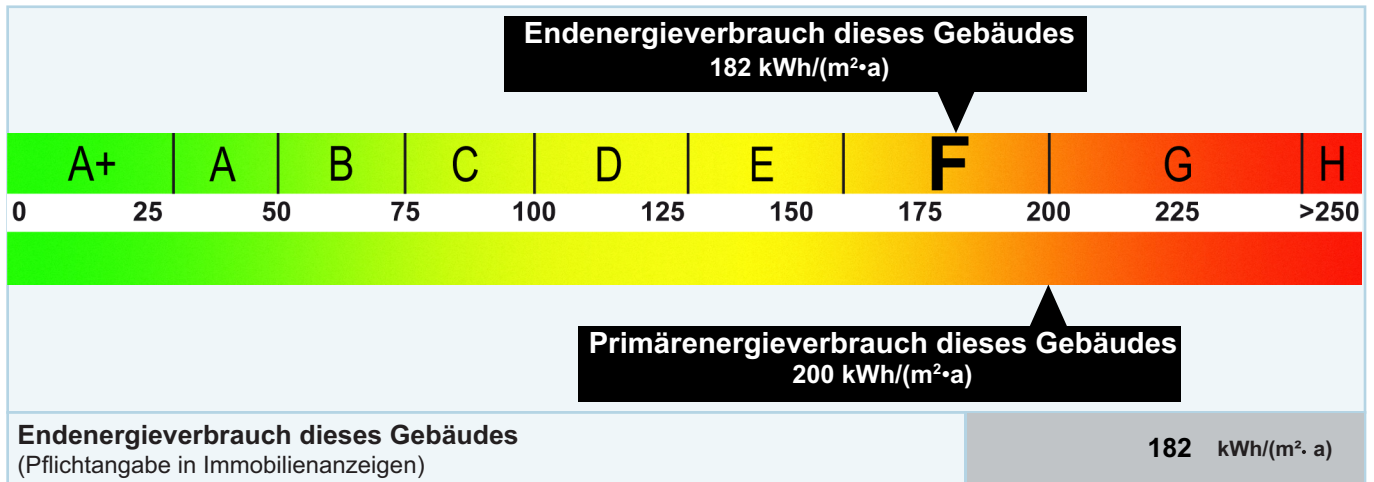 Endenergieverbrauch dieses Gebäudes
182 kWh/(m²•a)
A+ A B C D E F G H
0 25 50 75 100 125 150 175 200 225 >250
Primärenergieverbrauch dieses Gebäudes
200 kWh/(m²•a)
Endenergieverbrauch dieses Gebäudes
(Pflichtangabe in Immobilienanzeigen)
182 kWh/(m²· a)